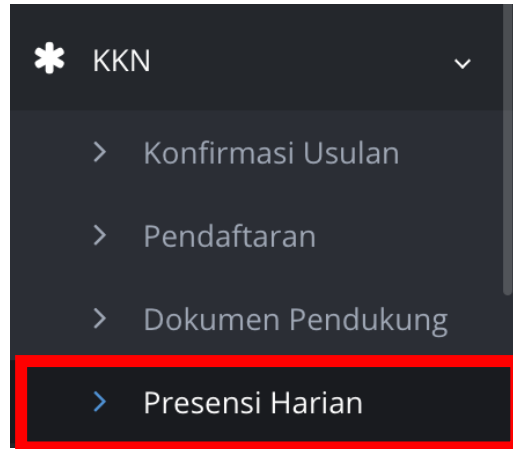 KKN
Konfirmasi Usulan
Pendaftaran
Dokumen Pendukung
Presensi Harian